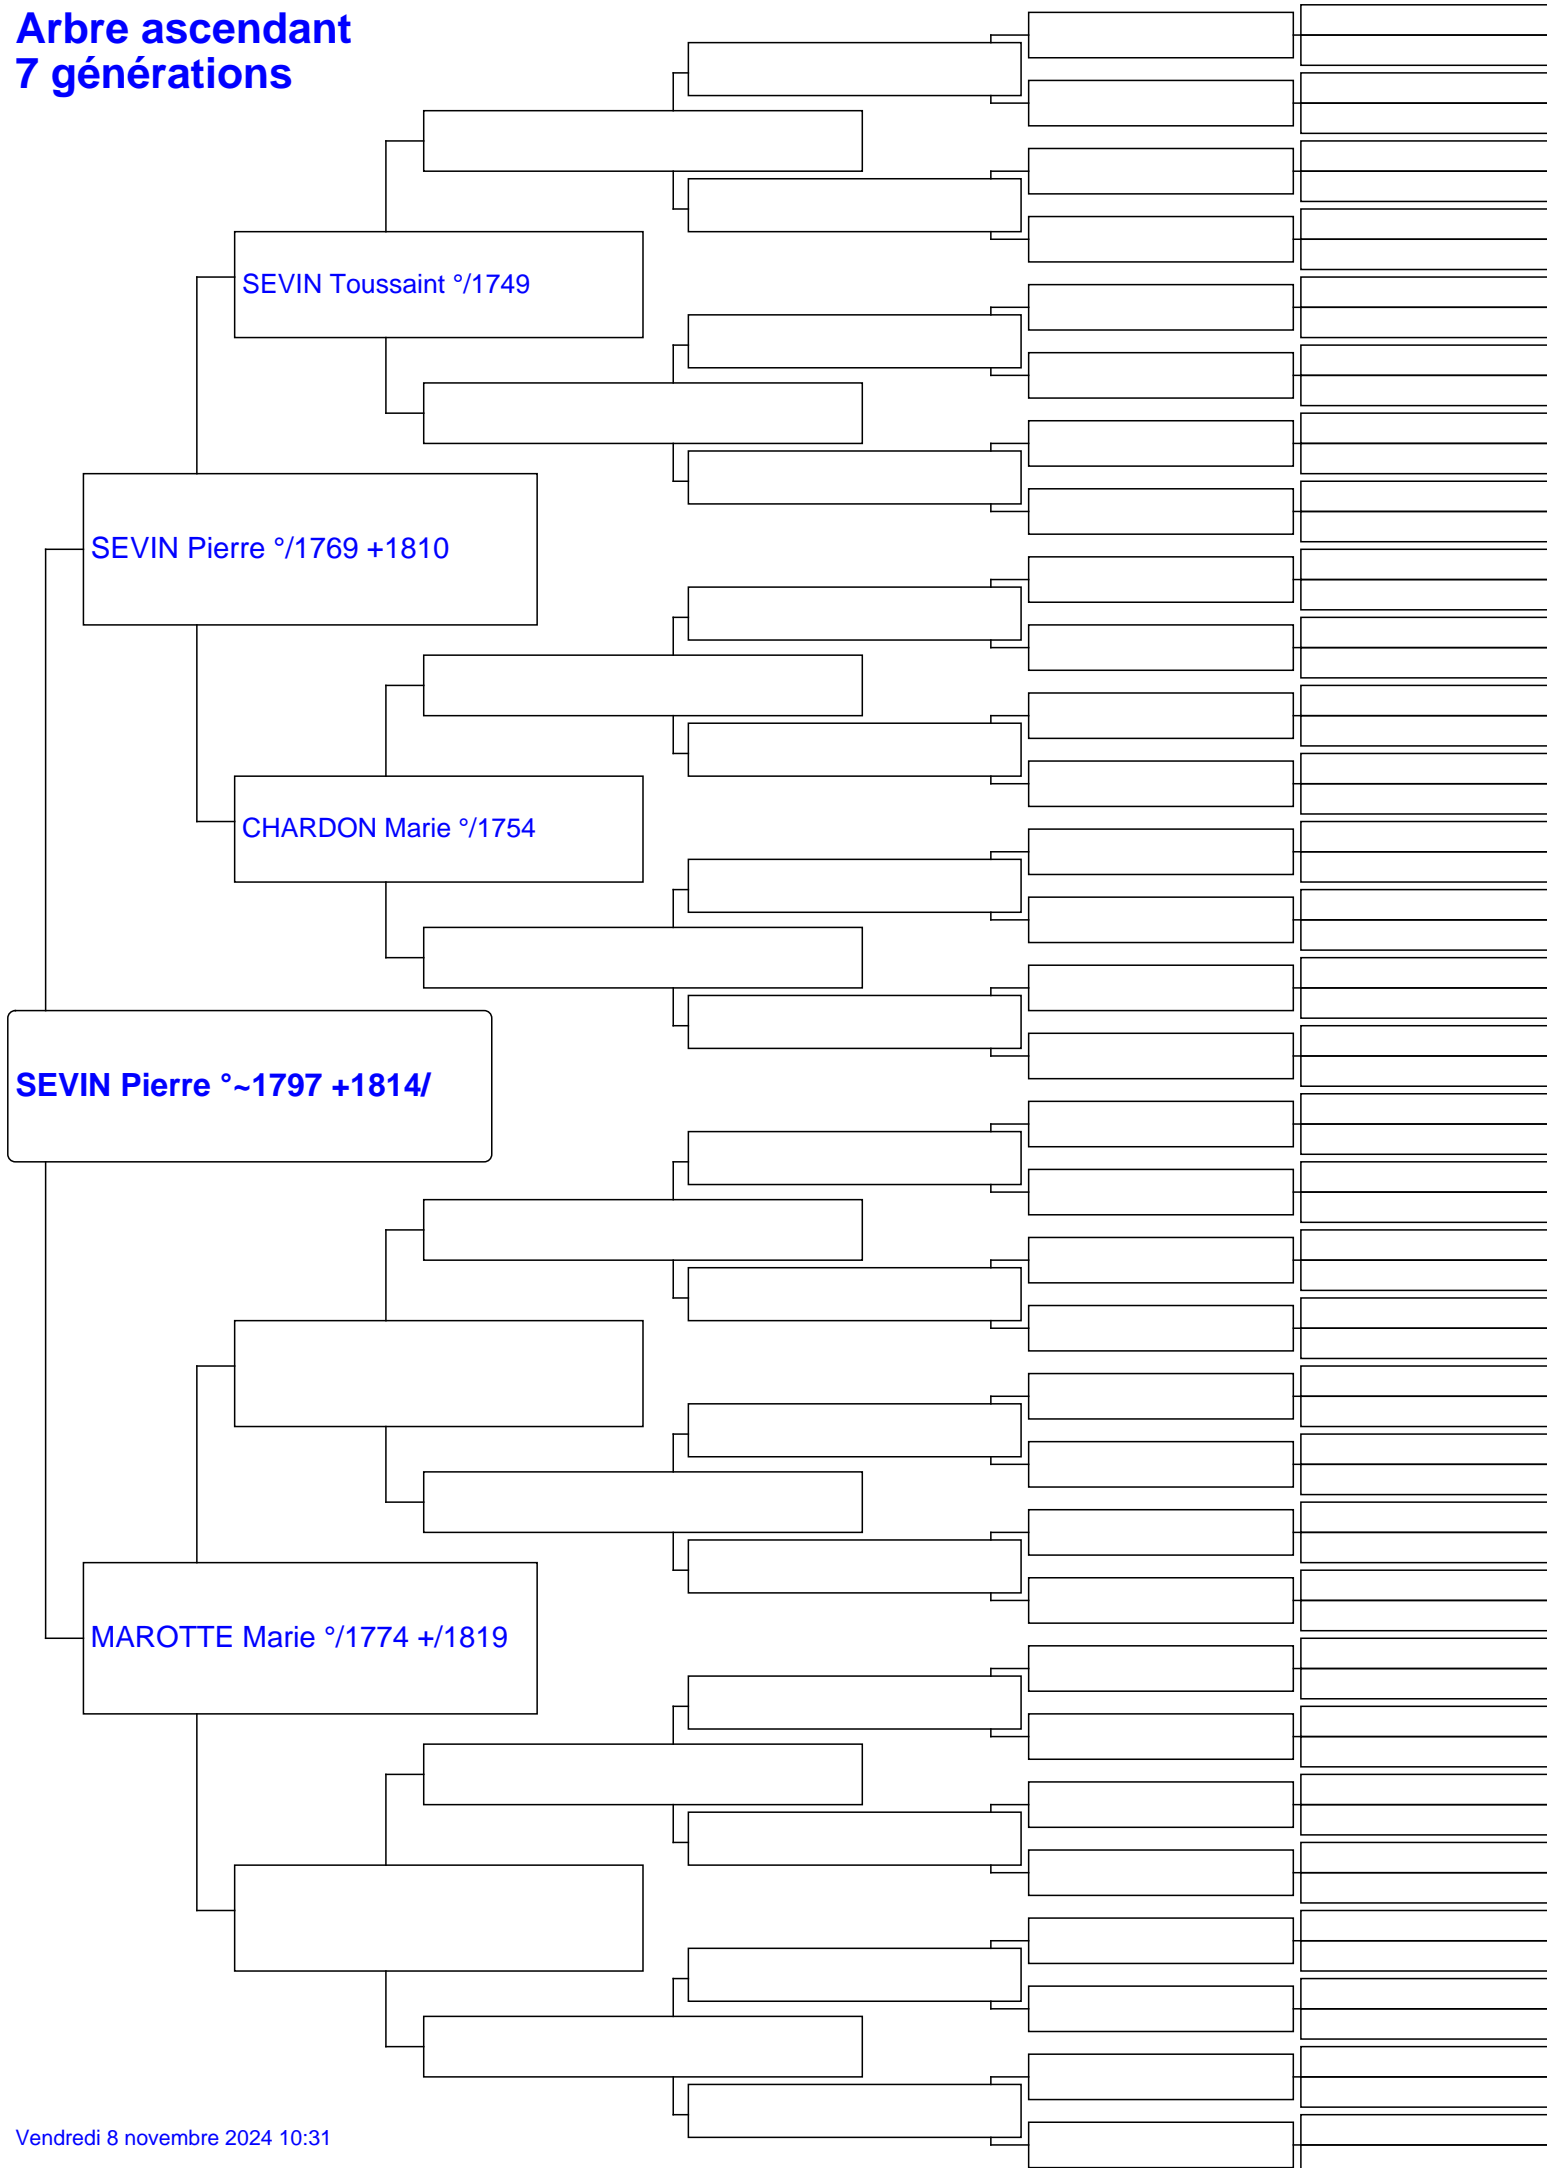 Arbre ascendant
7 générations
SEVIN Toussaint °/1749
SEVIN Pierre °/1769 +1810
CHARDON Marie °/1754
SEVIN Pierre °~1797 +1814/
MAROTTE Marie °/1774 +/1819
Vendredi 8 novembre 2024 10:31